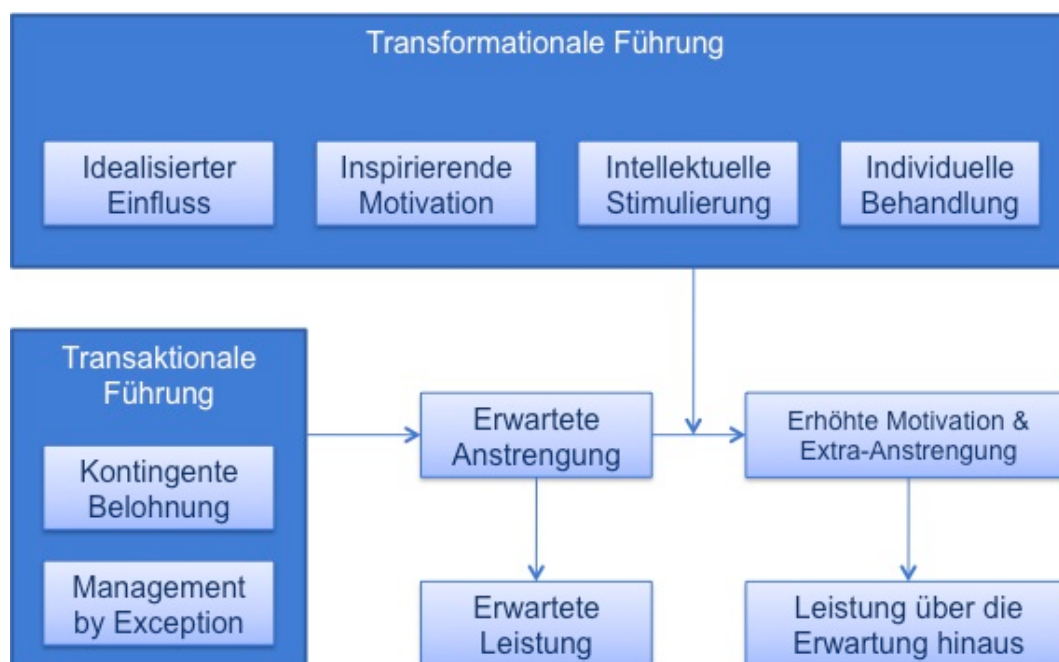 Transformationale Führung
Idealisierter
Einfluss
Inspirierende
Motivation
Intellektuelle
Stimulierung
Individuelle
Behandlung
Transaktionale
Führung
Kontingente
Belohnung
Management
by Exception
Erwartete
Anstrengung
Erhöhte Motivation &
Extra-Anstrengung
Erwartete
Leistung
Leistung über die
Erwartung hinaus